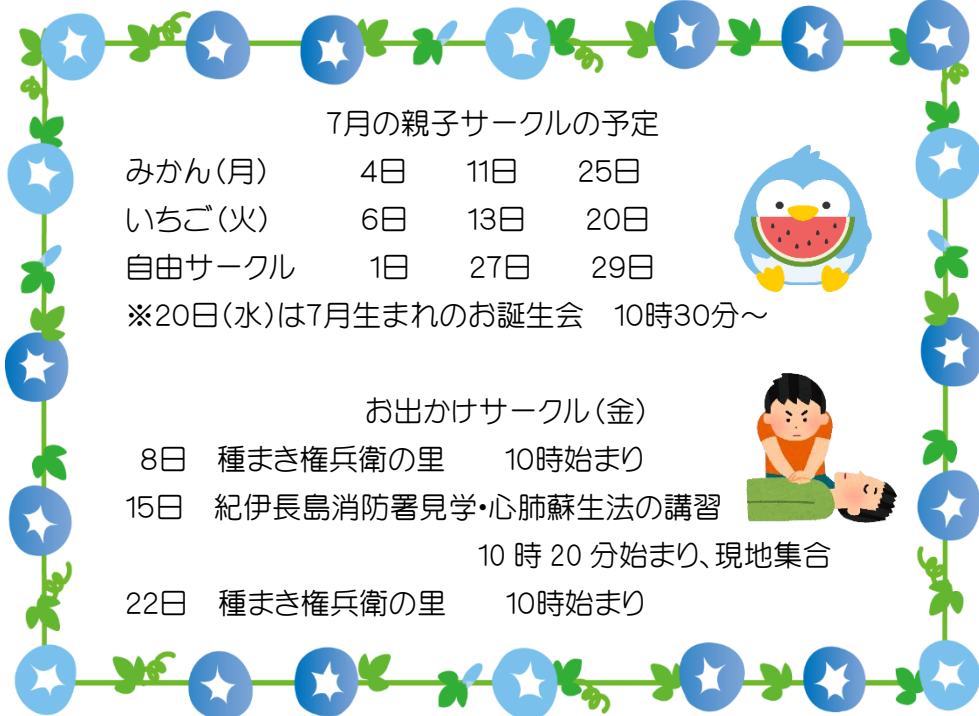 7月の親子サークルの予定
みかん(月) 4日 11日 25日
いちご(火) 6日 13日 20日
自由サークル 1日 27日 29日
※20日(水)は7月生まれのお誕生会 10時30分~
お出かけサークル(金)
8日 種まき権兵衛の里 10時始まり
15日 紀伊長島消防署見学・心肺蘇生法の講習
10時20分始まり、現地集合
22日 種まき権兵衛の里 10時始まり